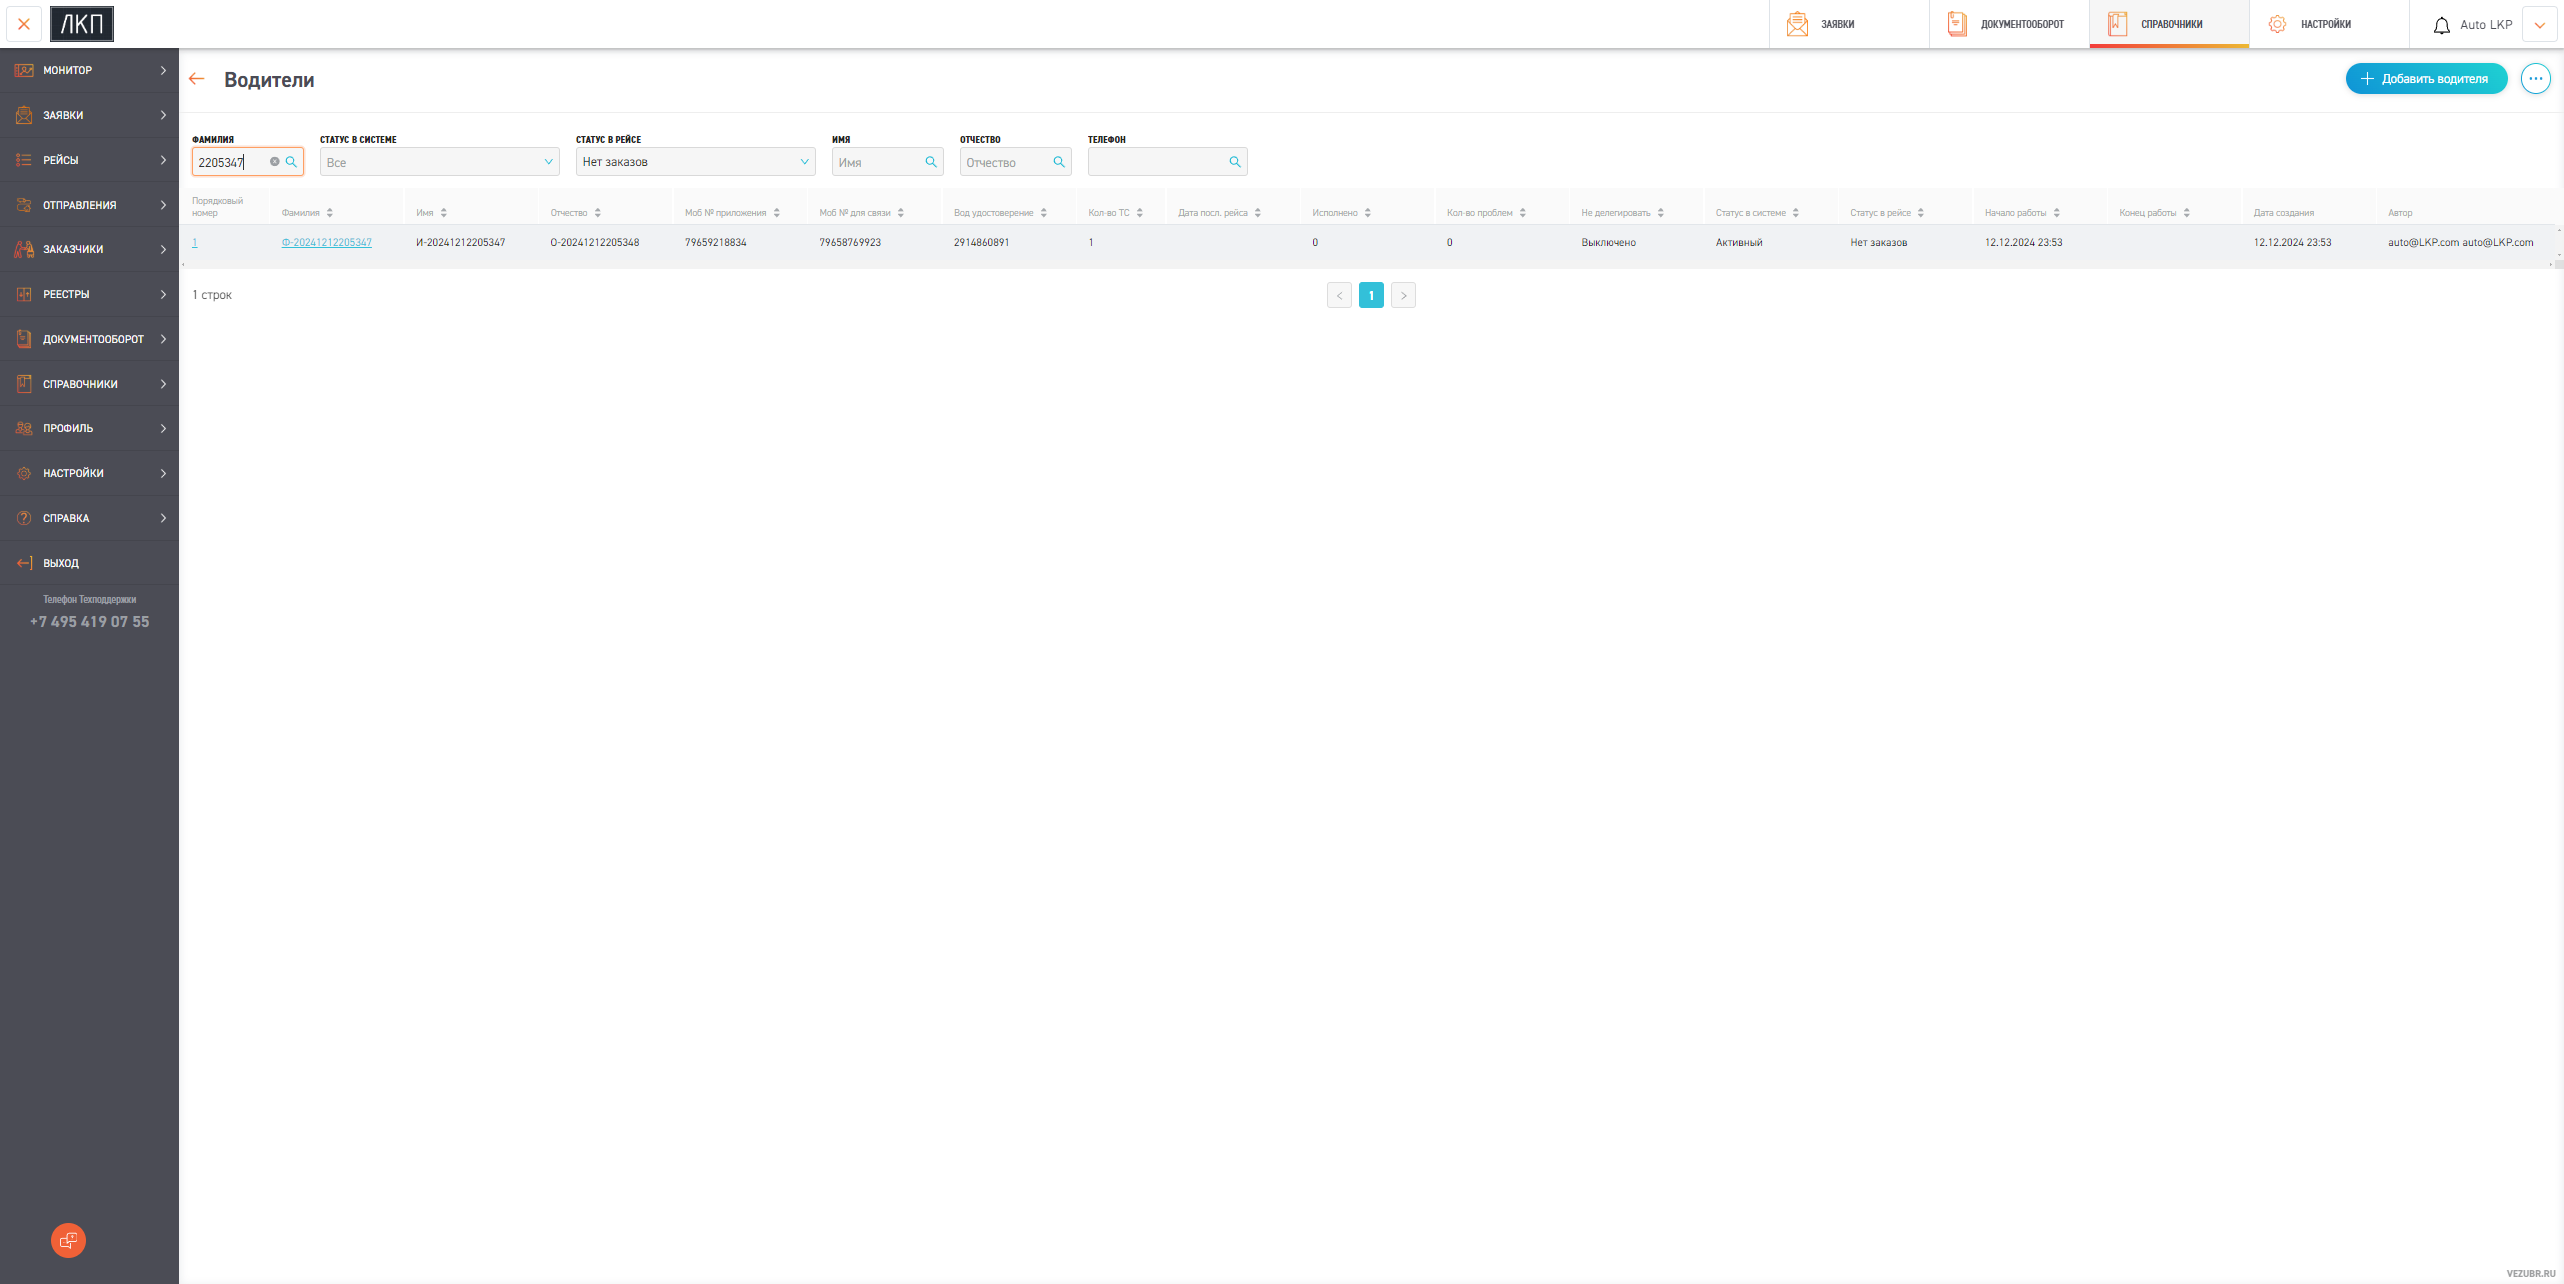 ЛКП
ЗАЯВКИ
ДОКУМЕНТООБОРОТ
СПРАВОЧНИКИ
НАСТРОЙКИ
Auto LKP
МОНИТОР
ЗАЯВКИ
РЕЙСЫ
ОТПРАВЛЕНИЯ
ЗАКАЗЧИКИ
РЕЕСТРЫ
ДОКУМЕНТООБОРОТ
СПРАВОЧНИКИ
ПРОФИЛЬ
НАСТРОЙКИ
СПРАВКА
ВЫХОД
Телефон Техподдержки
+7 495 419 07 55
Водители
Добавить водителя
ФАМИЛИЯ СТАТУС В СИСТЕМЕ СТАТУС В РЕЙСЕ ИМЯ ОТЧЕСТВО ТЕЛЕФОН
2205347 Все Нет заказов Имя Отчество
Порядковый номер Фамилия Имя Отчество Моб № приложения Моб № для связи Вод удостоверение Кол-во ТС Дата посл. рейса Исполнено Кол-во проблем Не делегировать Статус в системе Статус в рейсе Начало работы Конец работы Дата создания Автор
1 Ф-20241212205347 И-20241212205347 О-20241212205348 79659218834 79658769923 2914860891 1 0 0 Выключено Активный Нет заказов 12.12.2024 23:53 12.12.2024 23:53 auto@LKP.com auto@LKP.com
1 строк
1
VEZUBR.RU